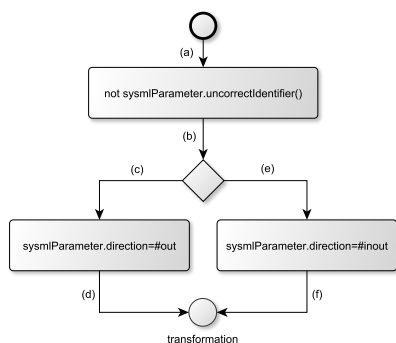 (a)
not sysmlParameter.uncorrectIdentifier()
(b)
(c)
(e)
sysmlParameter.direction=#out
sysmlParameter.direction=#inout
(d)
(f)
transformation